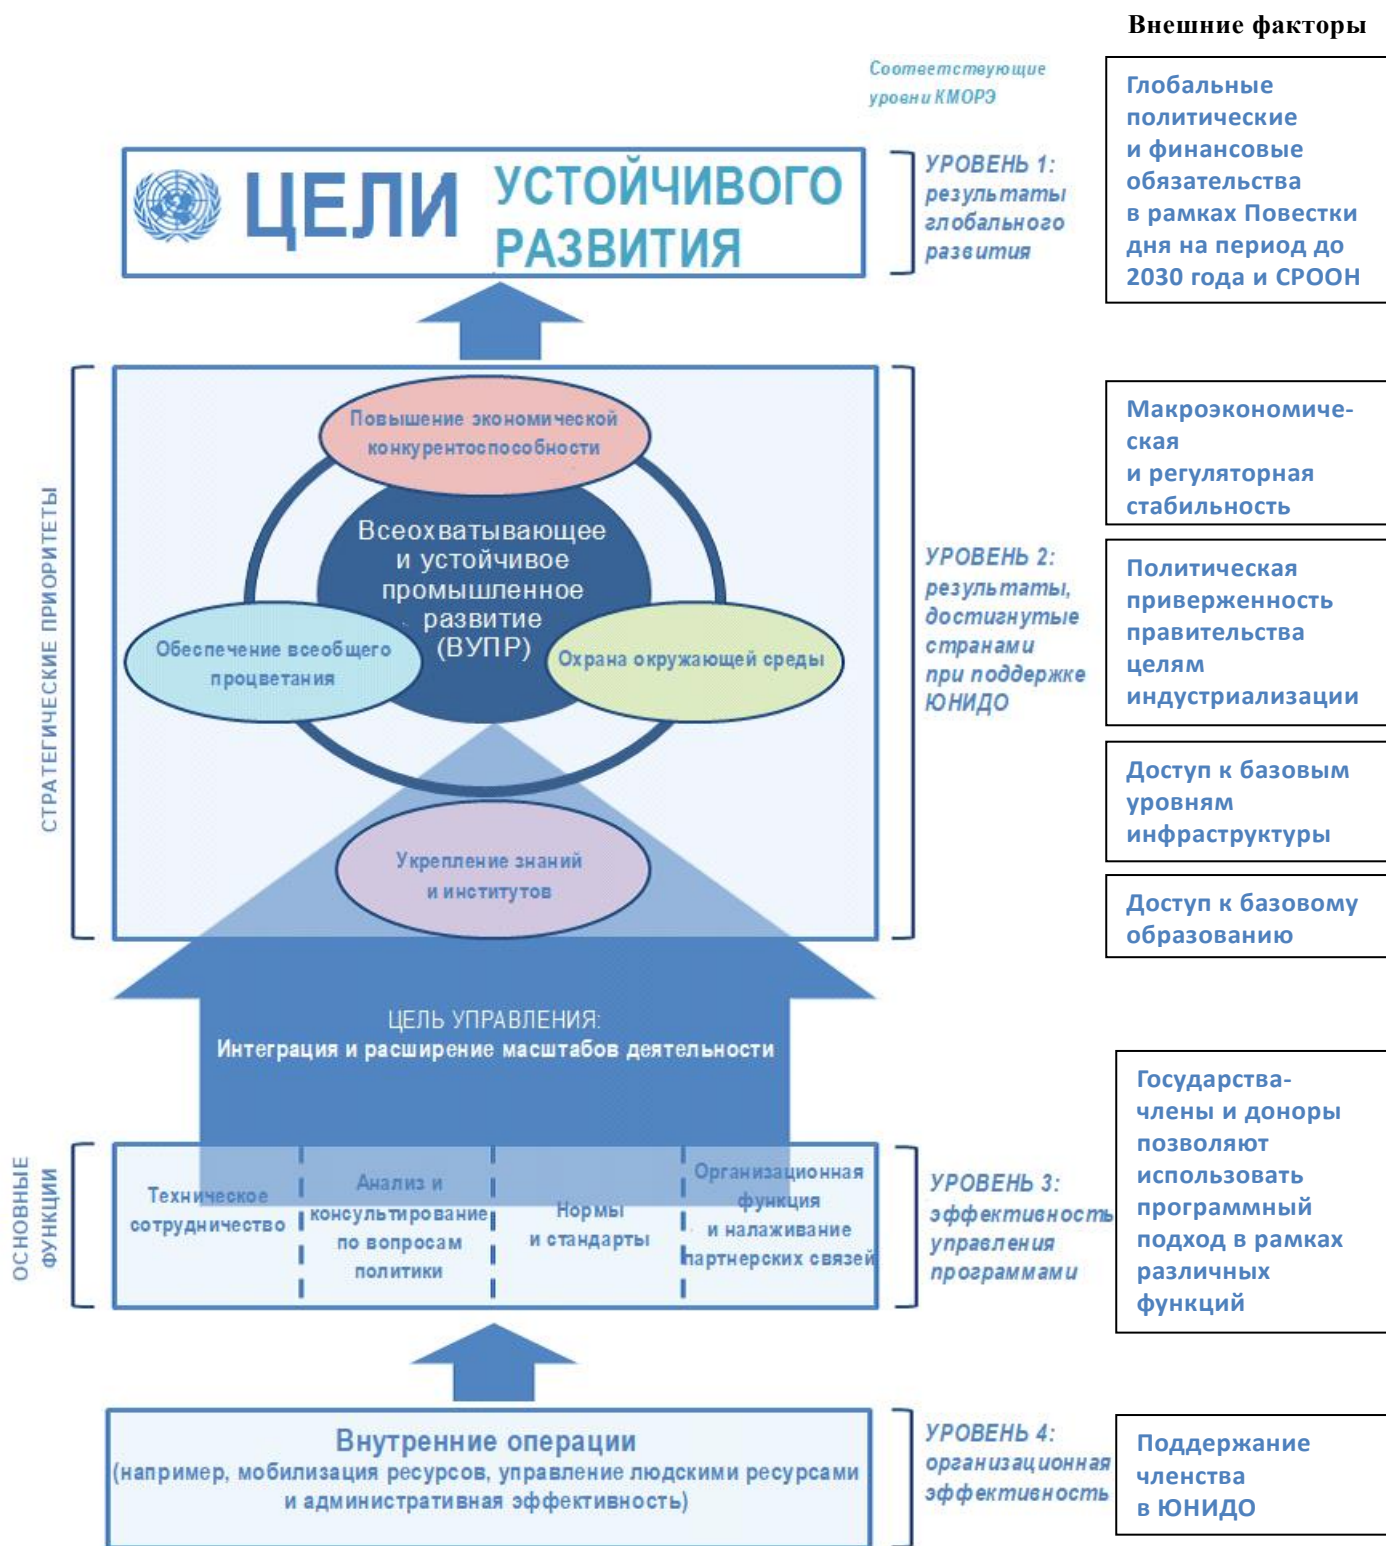 Внешние факторы
Соответствующие
уровни КМОРЭ
ЦЕЛИ
УСТОЙЧИВОГО
РАЗВИТИЯ
УРОВЕНЬ 1:
результаты
глобального
развития
Глобальные
политические
и финансовые
обязательства
в рамках Повестки
дня на период до
2030 года и СРООН
СТРАТЕГИЧЕСКИЕ ПРИОРИТЕТЫ
Повышение экономической
конкурентоспособности
Всеохватывающее
и устойчивое
промышленное
развитие
(ВУПР)
Обеспечение всеобщего
процветания
Охрана окружающей среды
Укрепление знаний
и институтов
УРОВЕНЬ 2:
результаты,
достигнутые
странами
при поддержке
ЮНИДО
Макроэкономиче-
ская
и регуляторная
стабильность
Политическая
приверженность
правительства
целям
индустриализации
Доступ к базовым
уровням
инфраструктуры
Доступ к базовому
образованию
ЦЕЛЬ УПРАВЛЕНИЯ:
Интеграция и расширение масштабов деятельности
ОСНОВНЫЕ
ФУНКЦИИ
Техническое
сотрудничество
Анализ и
консультирование
по вопросам
политики
Нормы
и стандарты
Организационная
функция
и налаживание
партнерских связей
УРОВЕНЬ 3:
эффективность
управления
программами
Государства-
члены и доноры
позволяют
использовать
программный
подход в рамках
различных
функций
Внутренние операции
(например, мобилизация ресурсов, управление людскими ресурсами
и административная эффективность)
УРОВЕНЬ 4:
организационная
эффективность
Поддержание
членства
в ЮНИДО